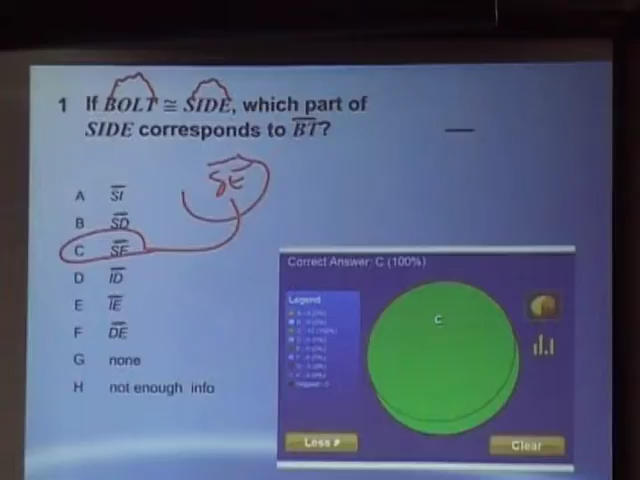 1 If BOLT ≅ SIDE, which part of
SIDE corresponds to BT?
SE
A SI
B SD
C SE
D ID
E IE
F DE
G none
H not enough info
Correct Answer: C (100%)
Legend
C
Less #
Clear